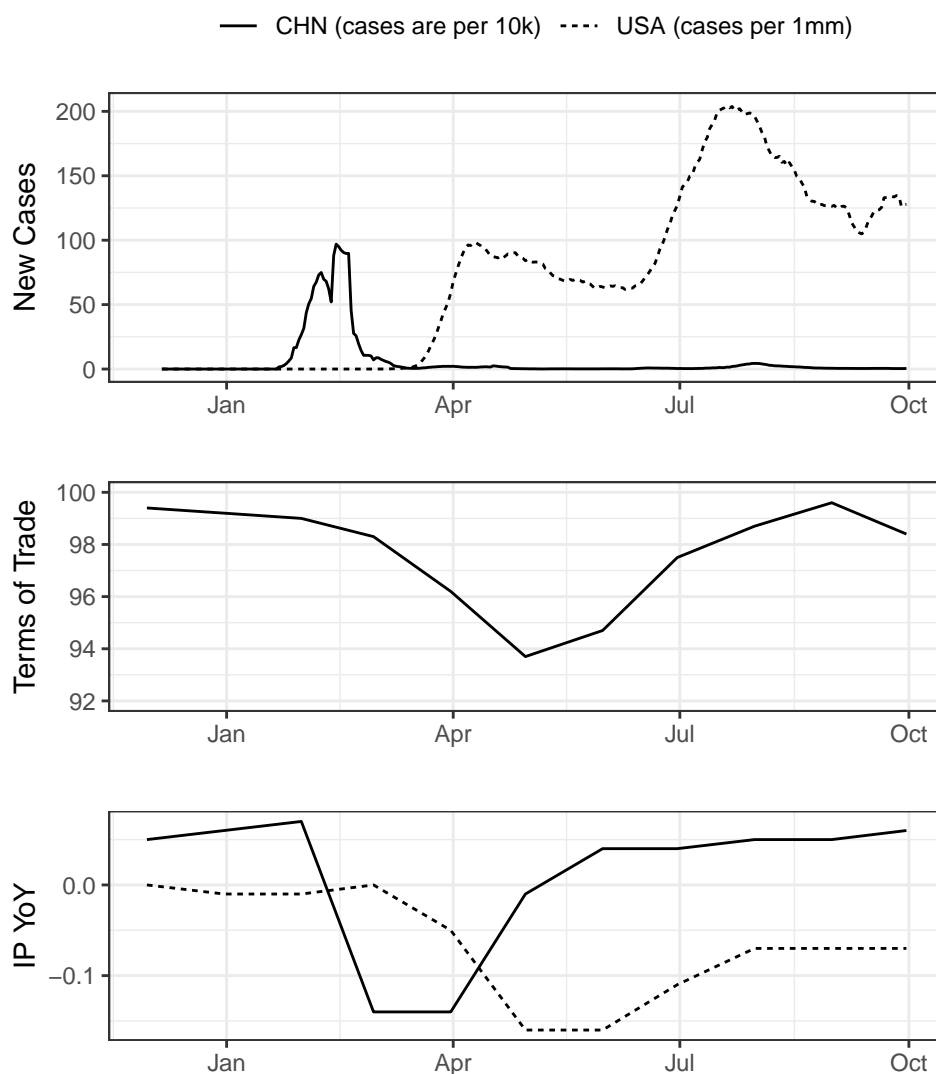 CHN (cases are per 10k) USA (cases per 1mm)
New Cases
200
150
100
50
0
Jan Apr Jul Oct
Terms of Trade
100
98
96
94
92
Jan Apr Jul Oct
IP YoY
0.0
−0.1
Jan Apr Jul Oct